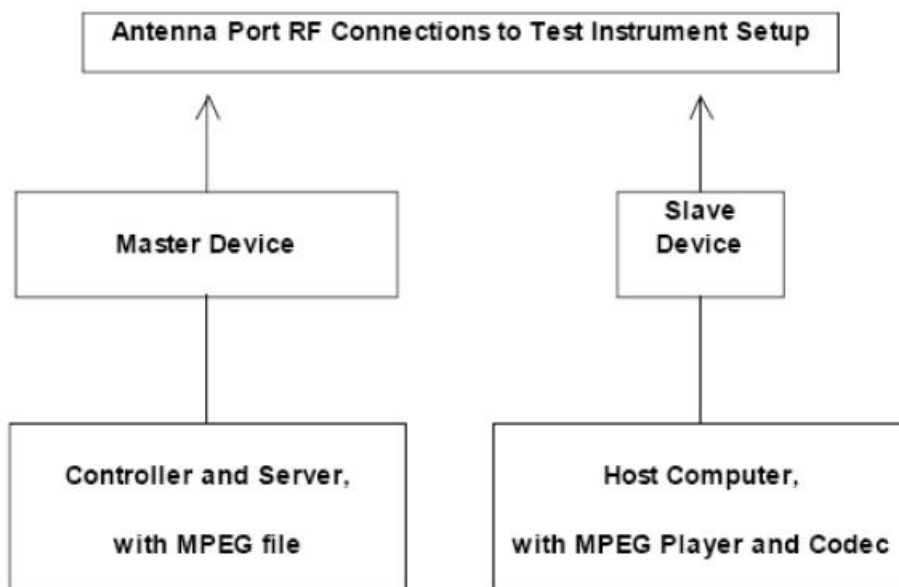 Antenna Port RF Connections to Test Instrument Setup
Master Device
Slave
Device
Controller and Server,
with MPEG file
Host Computer,
with MPEG Player and Codec